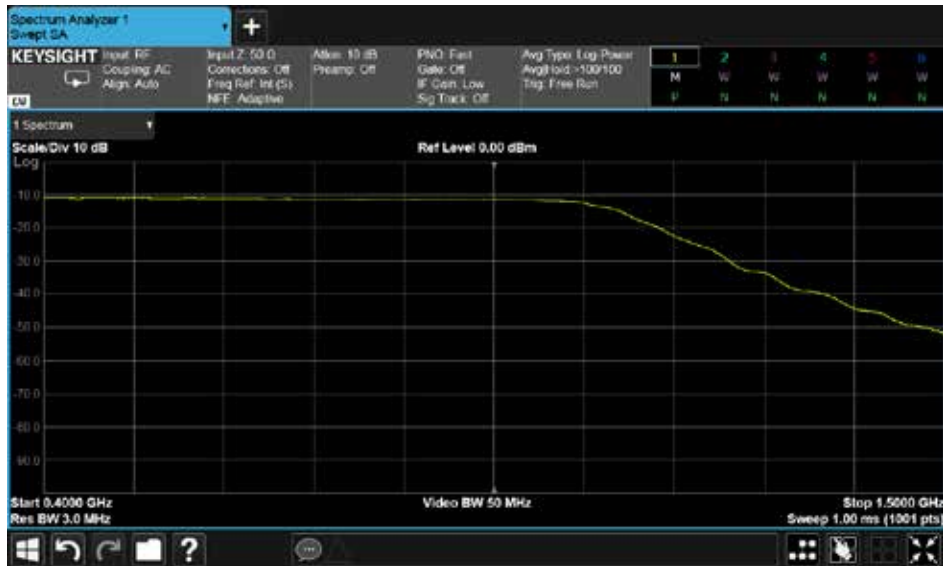 Spectrum Analyzer 1
Swept SA
+
KEYSIGHT Input: RF Input Z: 50 Ω Atten: 10 dB PNO: Fast Avg Type: Log-Power 1 2 3 4 5 6
Coupling: AC Corrections: Off Preamp: Off Gate: Off Avg|Hold:>100/100 M W W W W W
Align: Auto Freq Ref: Int (S) IF Gain: Low Trig: Free Run
NFE: Adaptive Sig Track: Off P N N N N N
1 Spectrum
Scale/Div 10 dB Ref Level 0.00 dBm
Log
-10.0
-20.0
-30.0
-40.0
-50.0
-60.0
-70.0
-80.0
-90.0
Start 0.4000 GHz Video BW 50 MHz Stop 1.5000 GHz
Res BW 3.0 MHz Sweep 1.00 ms (1001 pts)
?